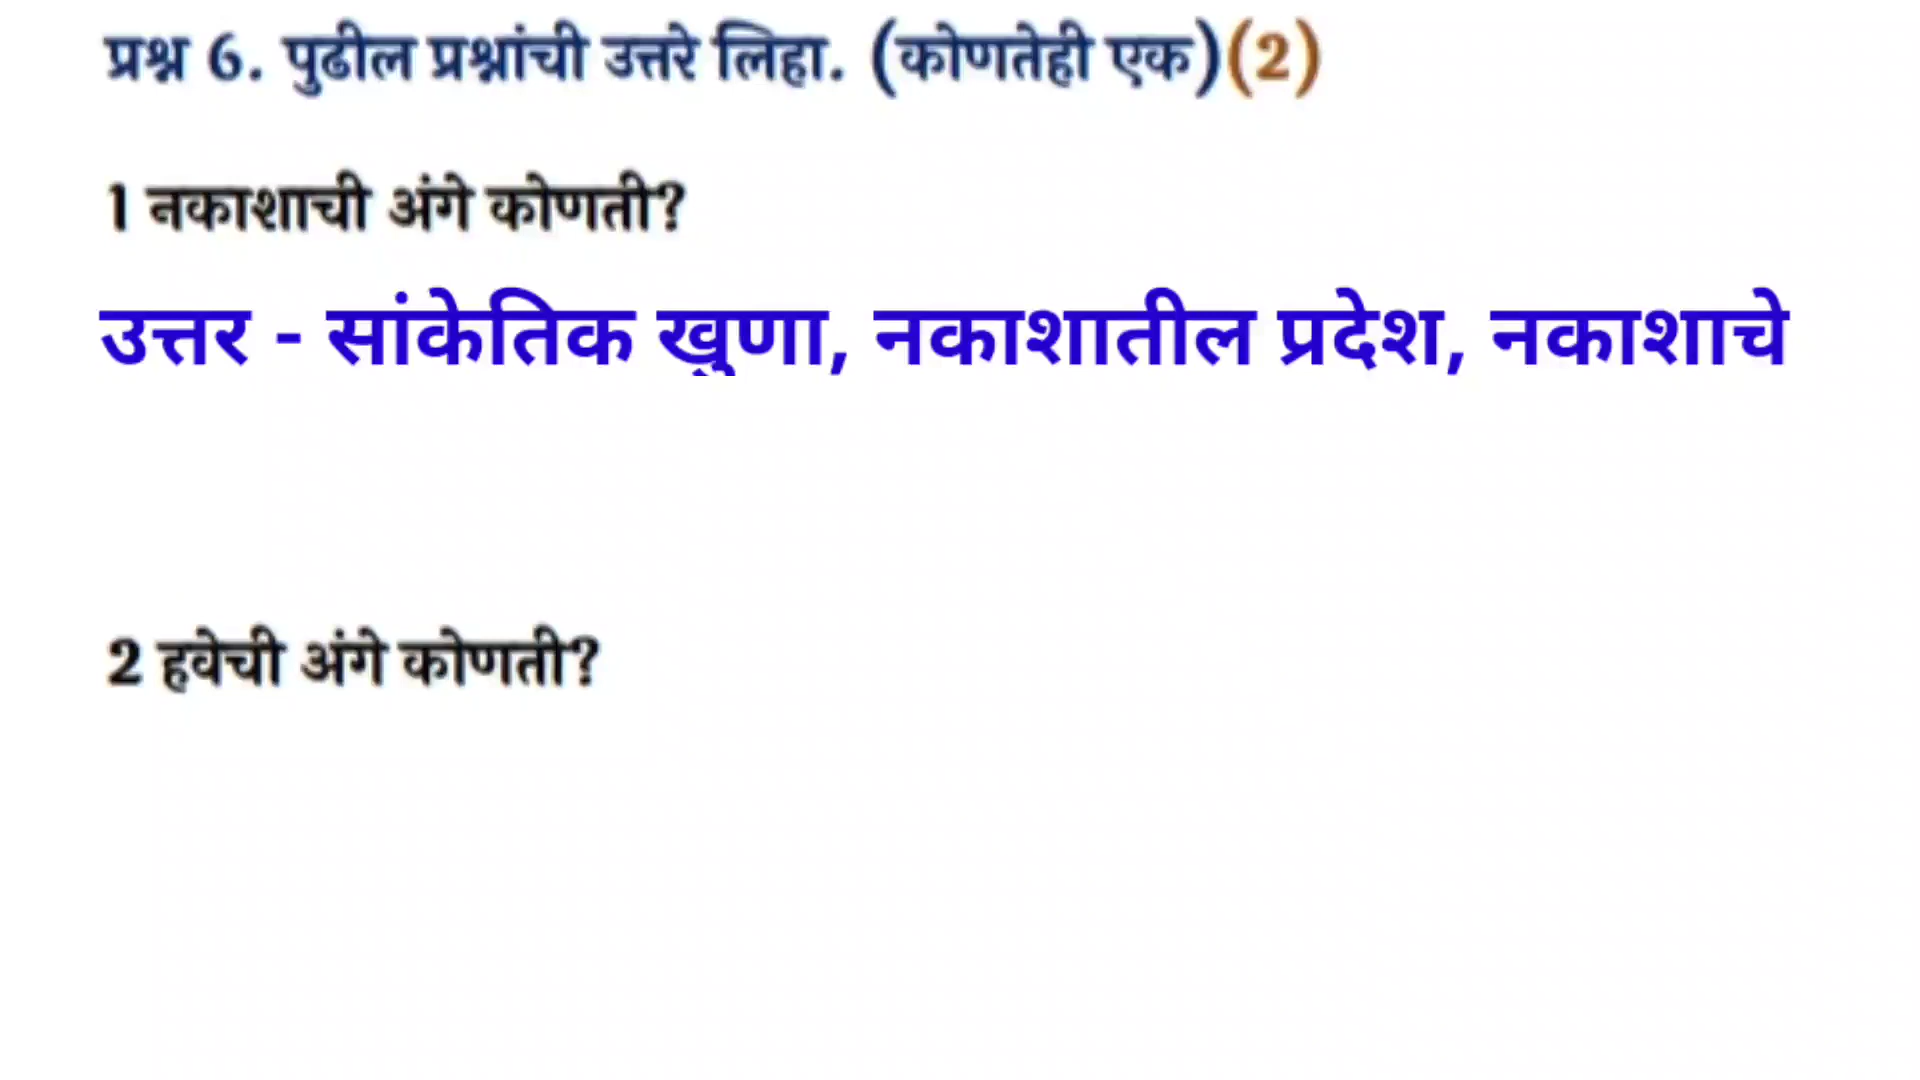 प्रश्न 6. पुढील प्रश्नांची उत्तरे लिहा. (कोणतेही एक)(2)
1 नकाशाची अंगे कोणती?
उत्तर - सांकेतिक खुणा, नकाशातील प्रदेश, नकाशाचे
2 हवेची अंगे कोणती?